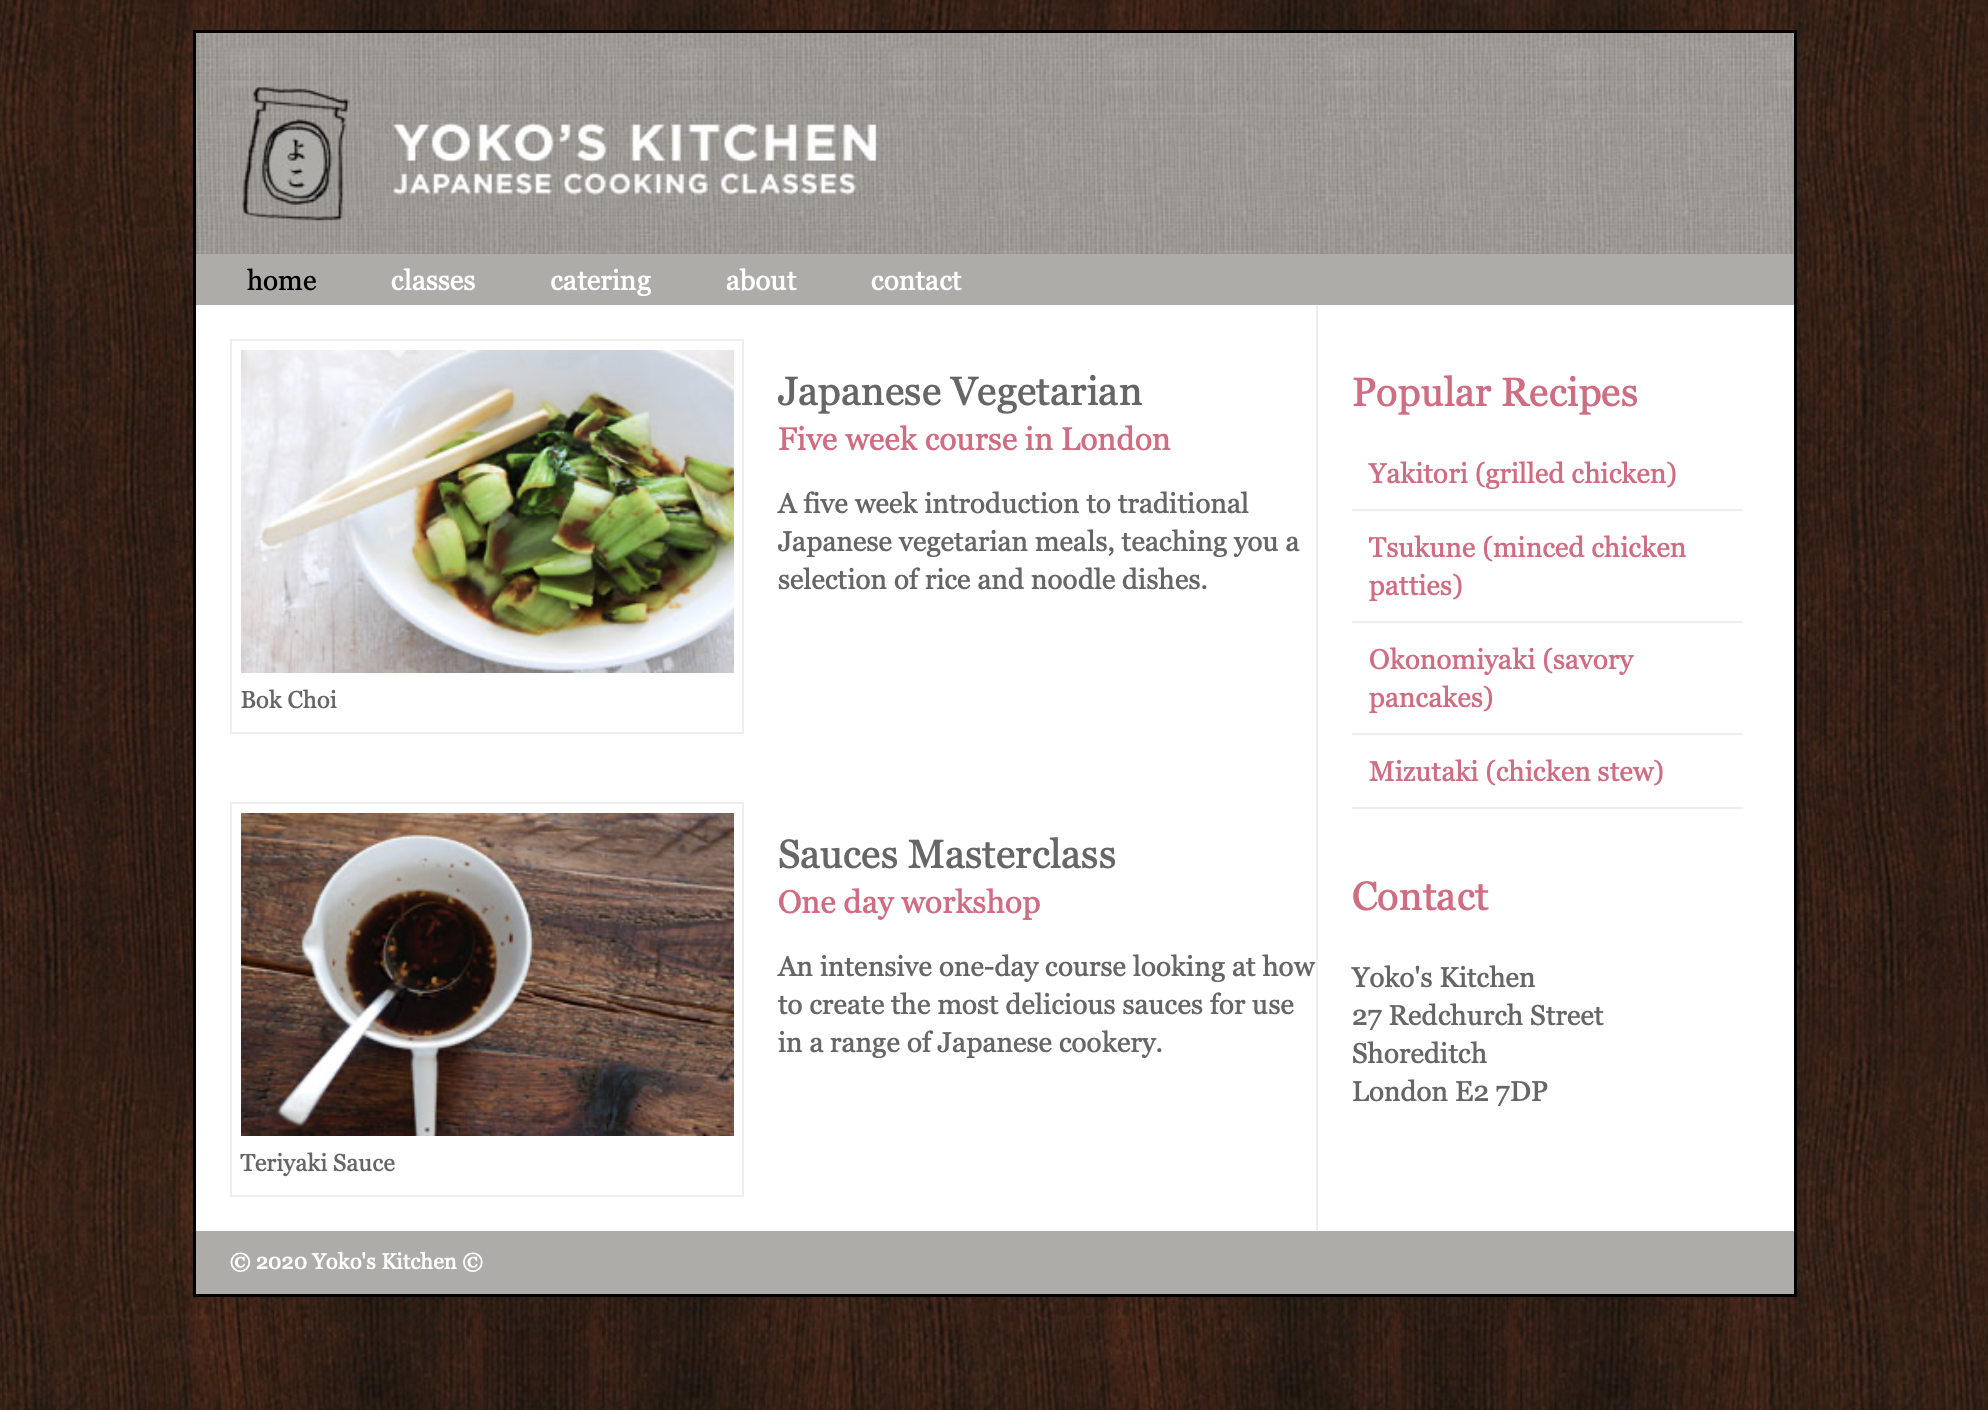 よ
こ
YOKO’S KITCHEN
JAPANESE COOKING CLASSES
home classes catering about contact
Bok Choi
Japanese Vegetarian
Five week course in London
A five week introduction to traditional
Japanese vegetarian meals, teaching you a
selection of rice and noodle dishes.
Teriyaki Sauce
Sauces Masterclass
One day workshop
An intensive one-day course looking at how
to create the most delicious sauces for use
in a range of Japanese cookery.
Popular Recipes
Yakitori (grilled chicken)
Tsukune (minced chicken
patties)
Okonomiyaki (savory
pancakes)
Mizutaki (chicken stew)
Contact
Yoko's Kitchen
27 Redchurch Street
Shoreditch
London E2 7DP
© 2020 Yoko's Kitchen ©